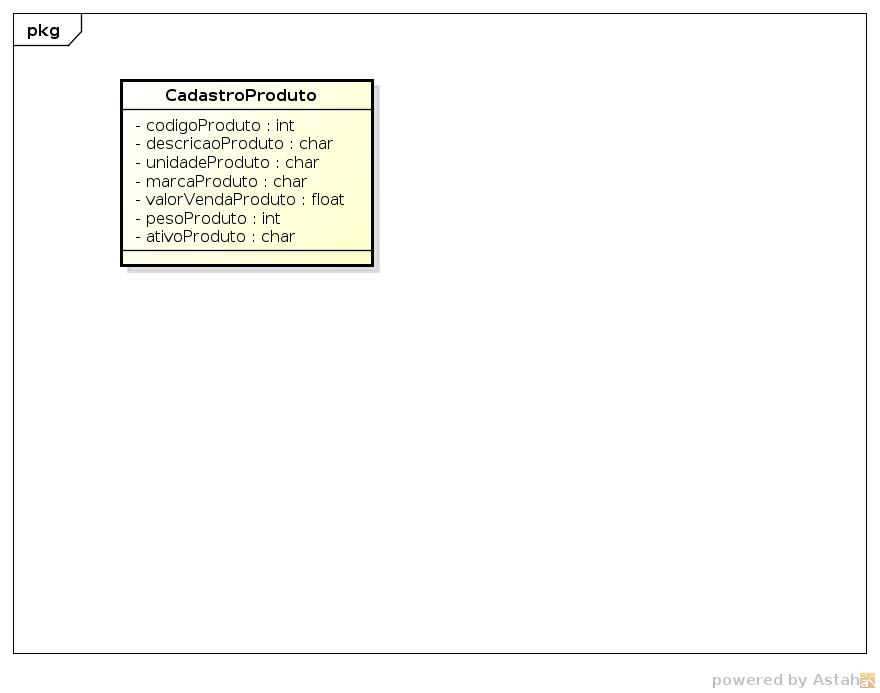 pkg
CadastroProduto
- codigoProduto : int
- descricaoProduto : char
- unidadeProduto : char
- marcaProduto : char
- valorVendaProduto : float
- pesoProduto : int
- ativoProduto : char
powered by Astah